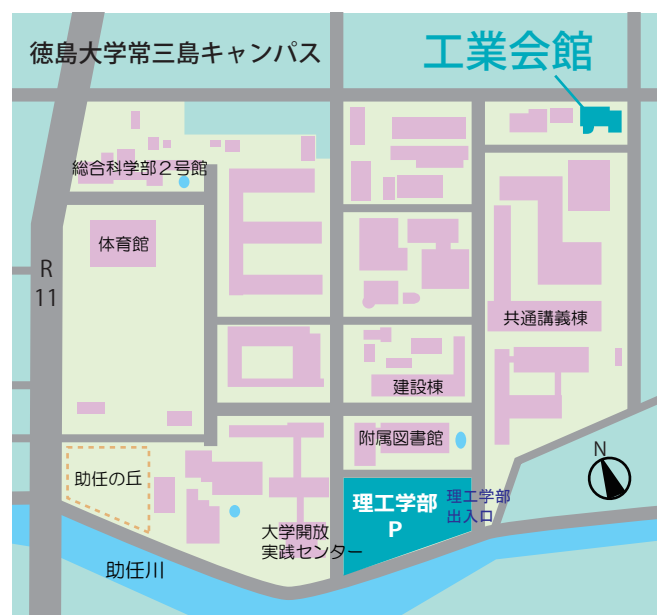 徳島大学常三島キャンパス
工業会館
総合科学部２号館
体育館
R
11
共通講義棟
建設棟
附属図書館
N
助任の丘
理工学部
P
理工学部
出入口
大学開放
実践センター
助任川